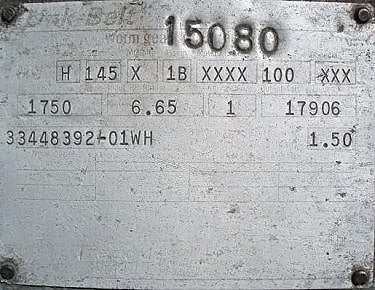 15080
worm gear
H 145 X 1B XXXX 100 XXX
1750 6.65 1 17906
33448392-01WH 1.50